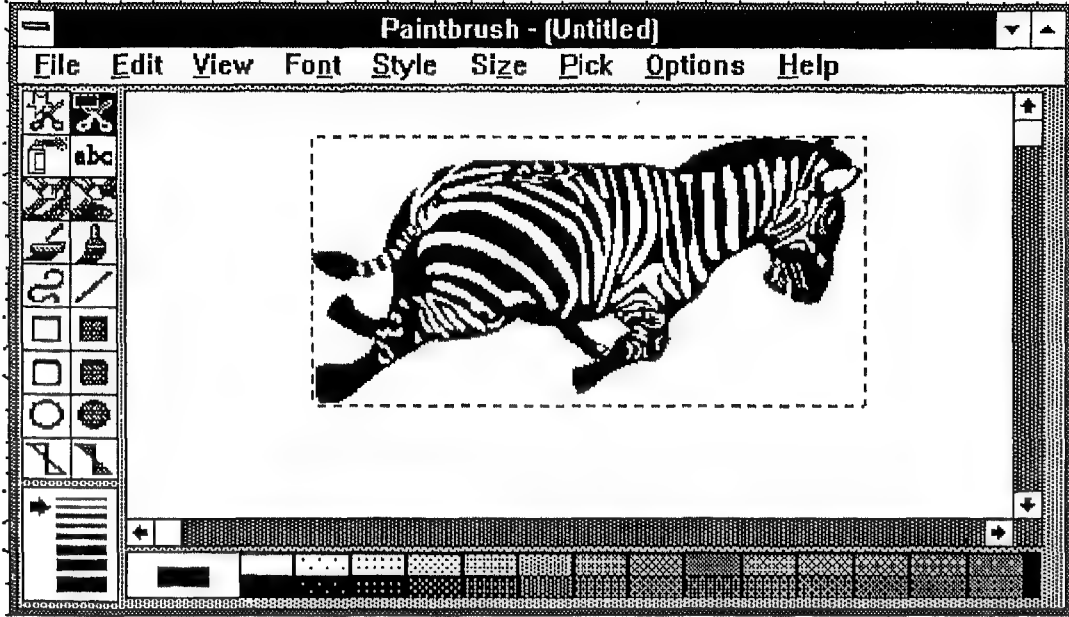 Paintbrush - (Untitled)
File Edit View Font Style Size Pick Options Help
abc